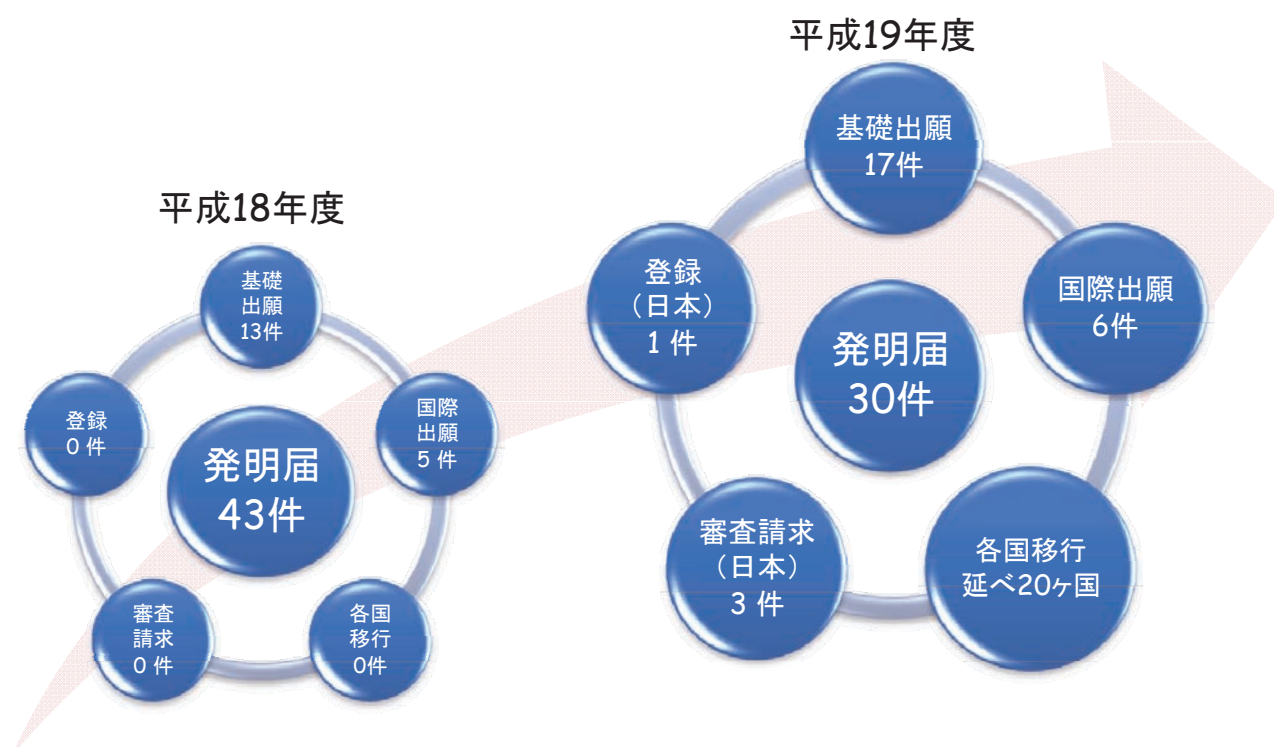 平成18年度
基礎
出願
13件
国際
出願
5 件
各国
移行
0件
審査
請求
0 件
登録
0 件
発明届
43件
平成19年度
基礎出願
17件
国際出願
6件
各国移行
延べ20ヶ国
審査請求
（日本）
3 件
登録
（日本）
1 件
発明届
30件